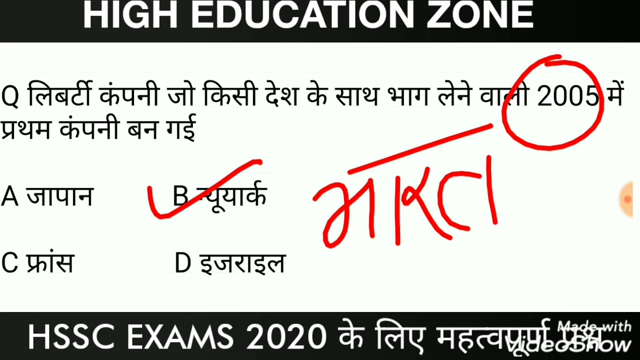 HIGH EDUCATION ZONE
Q लिबर्टी कंपनी जो किसी देश के साथ भाग लेने वाली 2005 में
प्रथम कंपनी बन गई
A जापान B न्यूयार्क
भारत
C फ्रांस D इजराइल
HSSC EXAMS 2020 के लिए महत्वपूर्ण प्रश्न
Made with
VideoShow